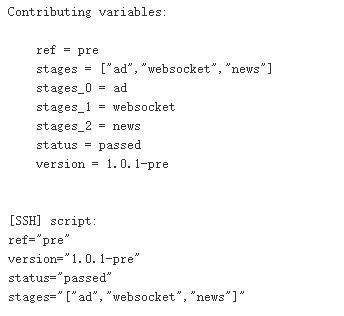 Contributing variables:
ref = pre
stages = ["ad","websocket","news"]
stages_0 = ad
stages_1 = websocket
stages_2 = news
status = passed
version = 1.0.1-pre
[SSH] script:
ref="pre"
version="1.0.1-pre"
status="passed"
stages="["ad","websocket","news"]"